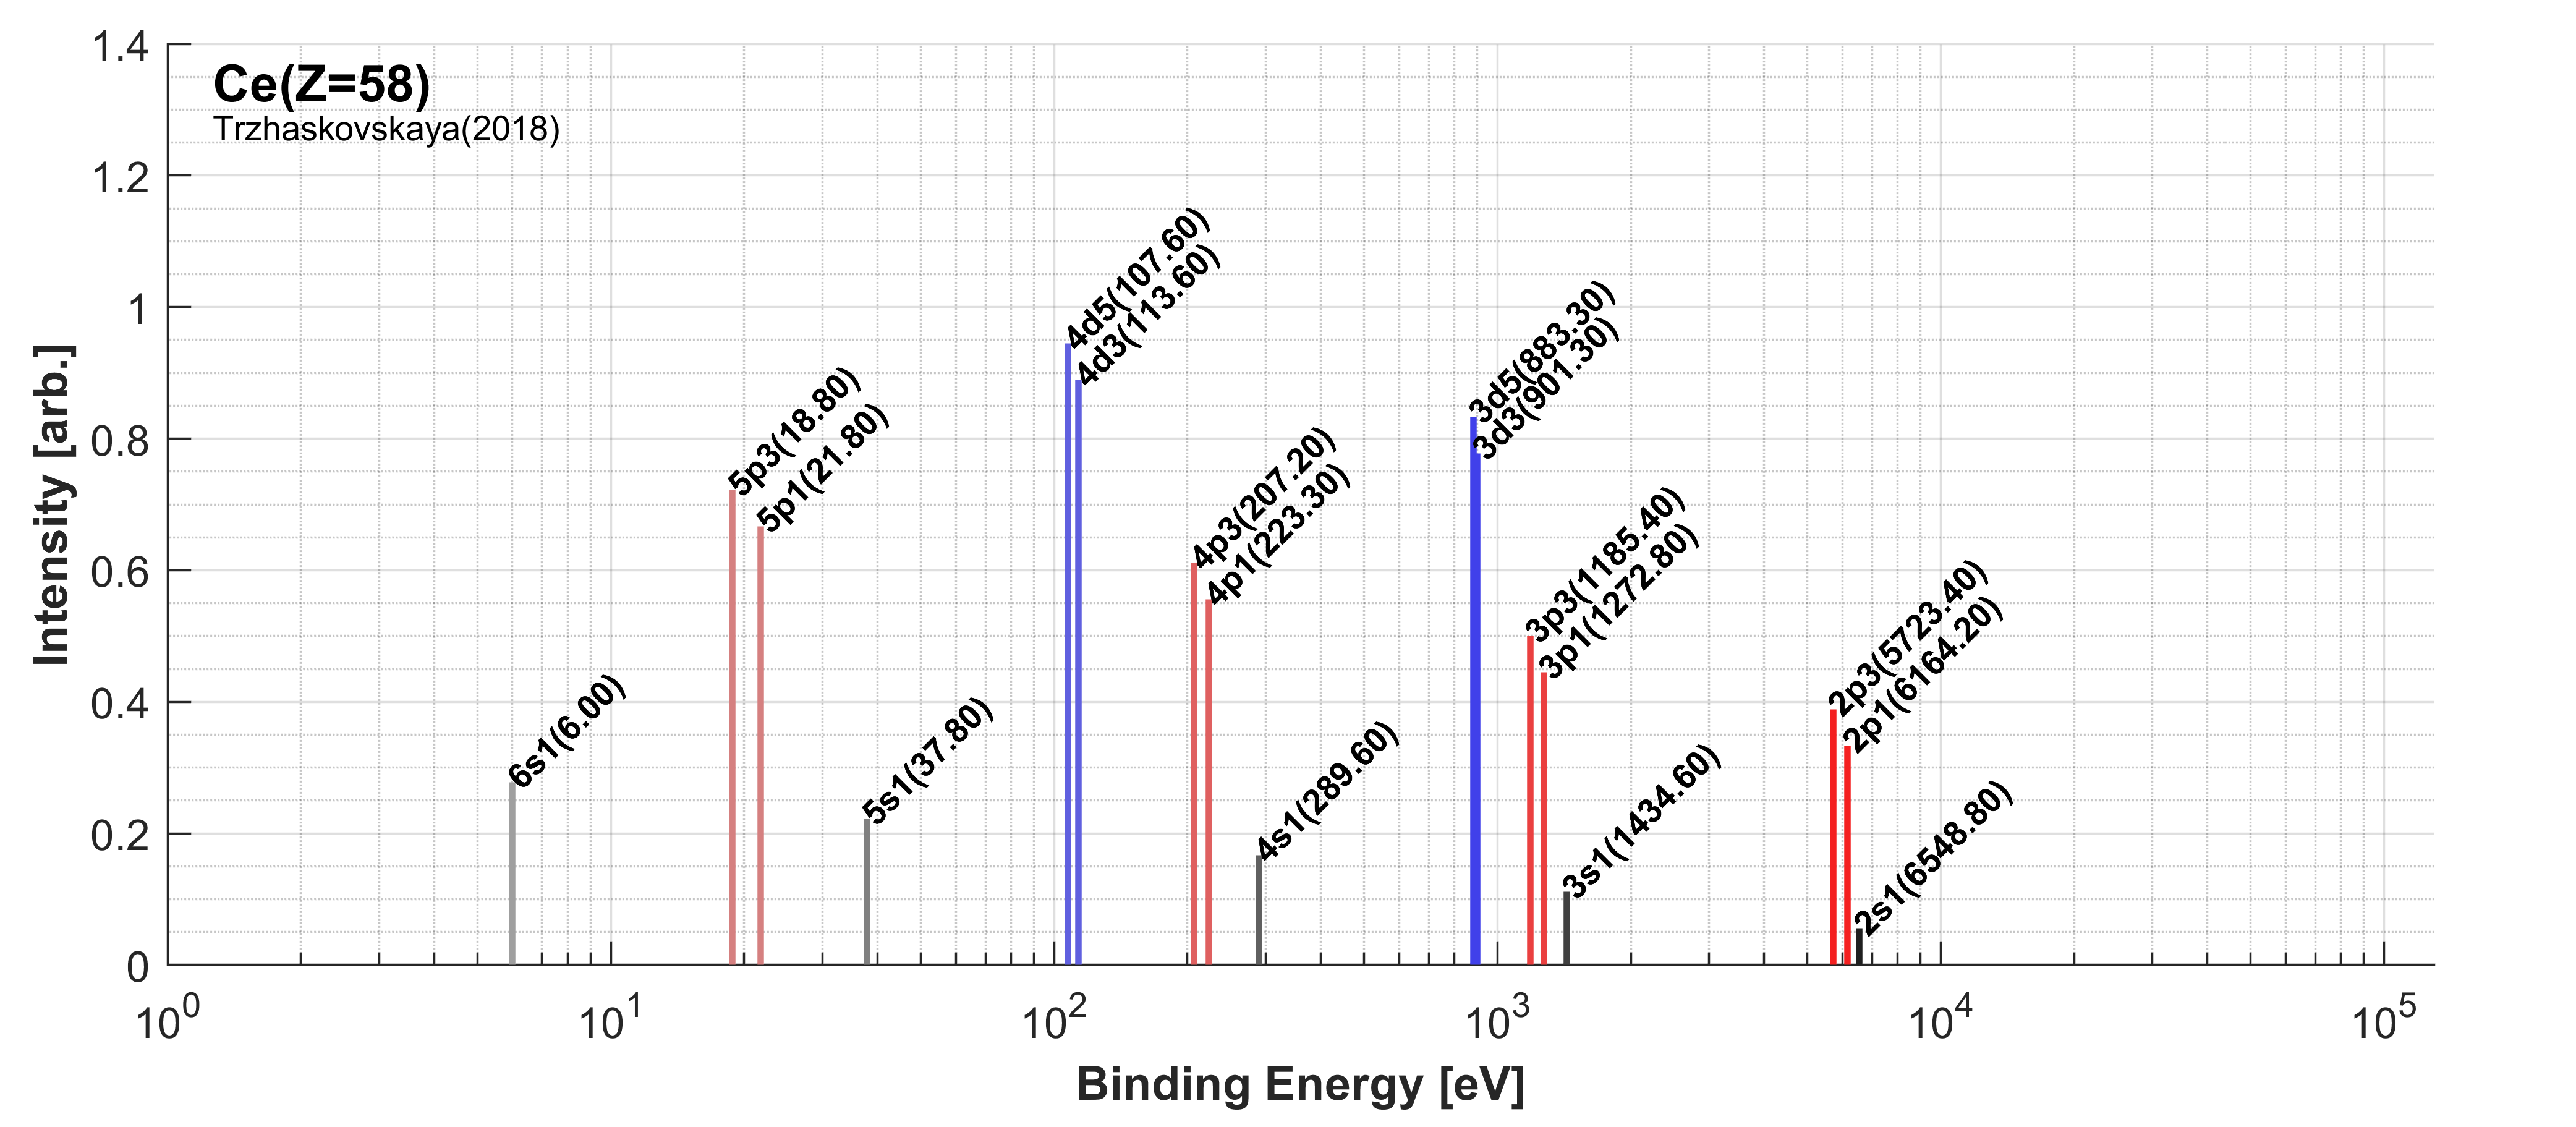 Ce(Z=58)
Trzhaskovskaya(2018)
Intensity [arb.]
1.4
1.2
1
0.8
0.6
0.4
0.2
0
6s1(6.00)
5p3(18.80)
5p1(21.80)
5s1(37.80)
4d5(107.60)
4d3(113.60)
4p3(207.20)
4p1(223.30)
4s1(289.60)
3d5(883.30)
3d3(901.30)
3p3(1185.40)
3p1(1272.80)
3s1(1434.60)
2p3(5723.40)
2p1(6164.20)
2s1(6548.80)
10^0 10^1 10^2 10^3 10^4 10^5
Binding Energy [eV]